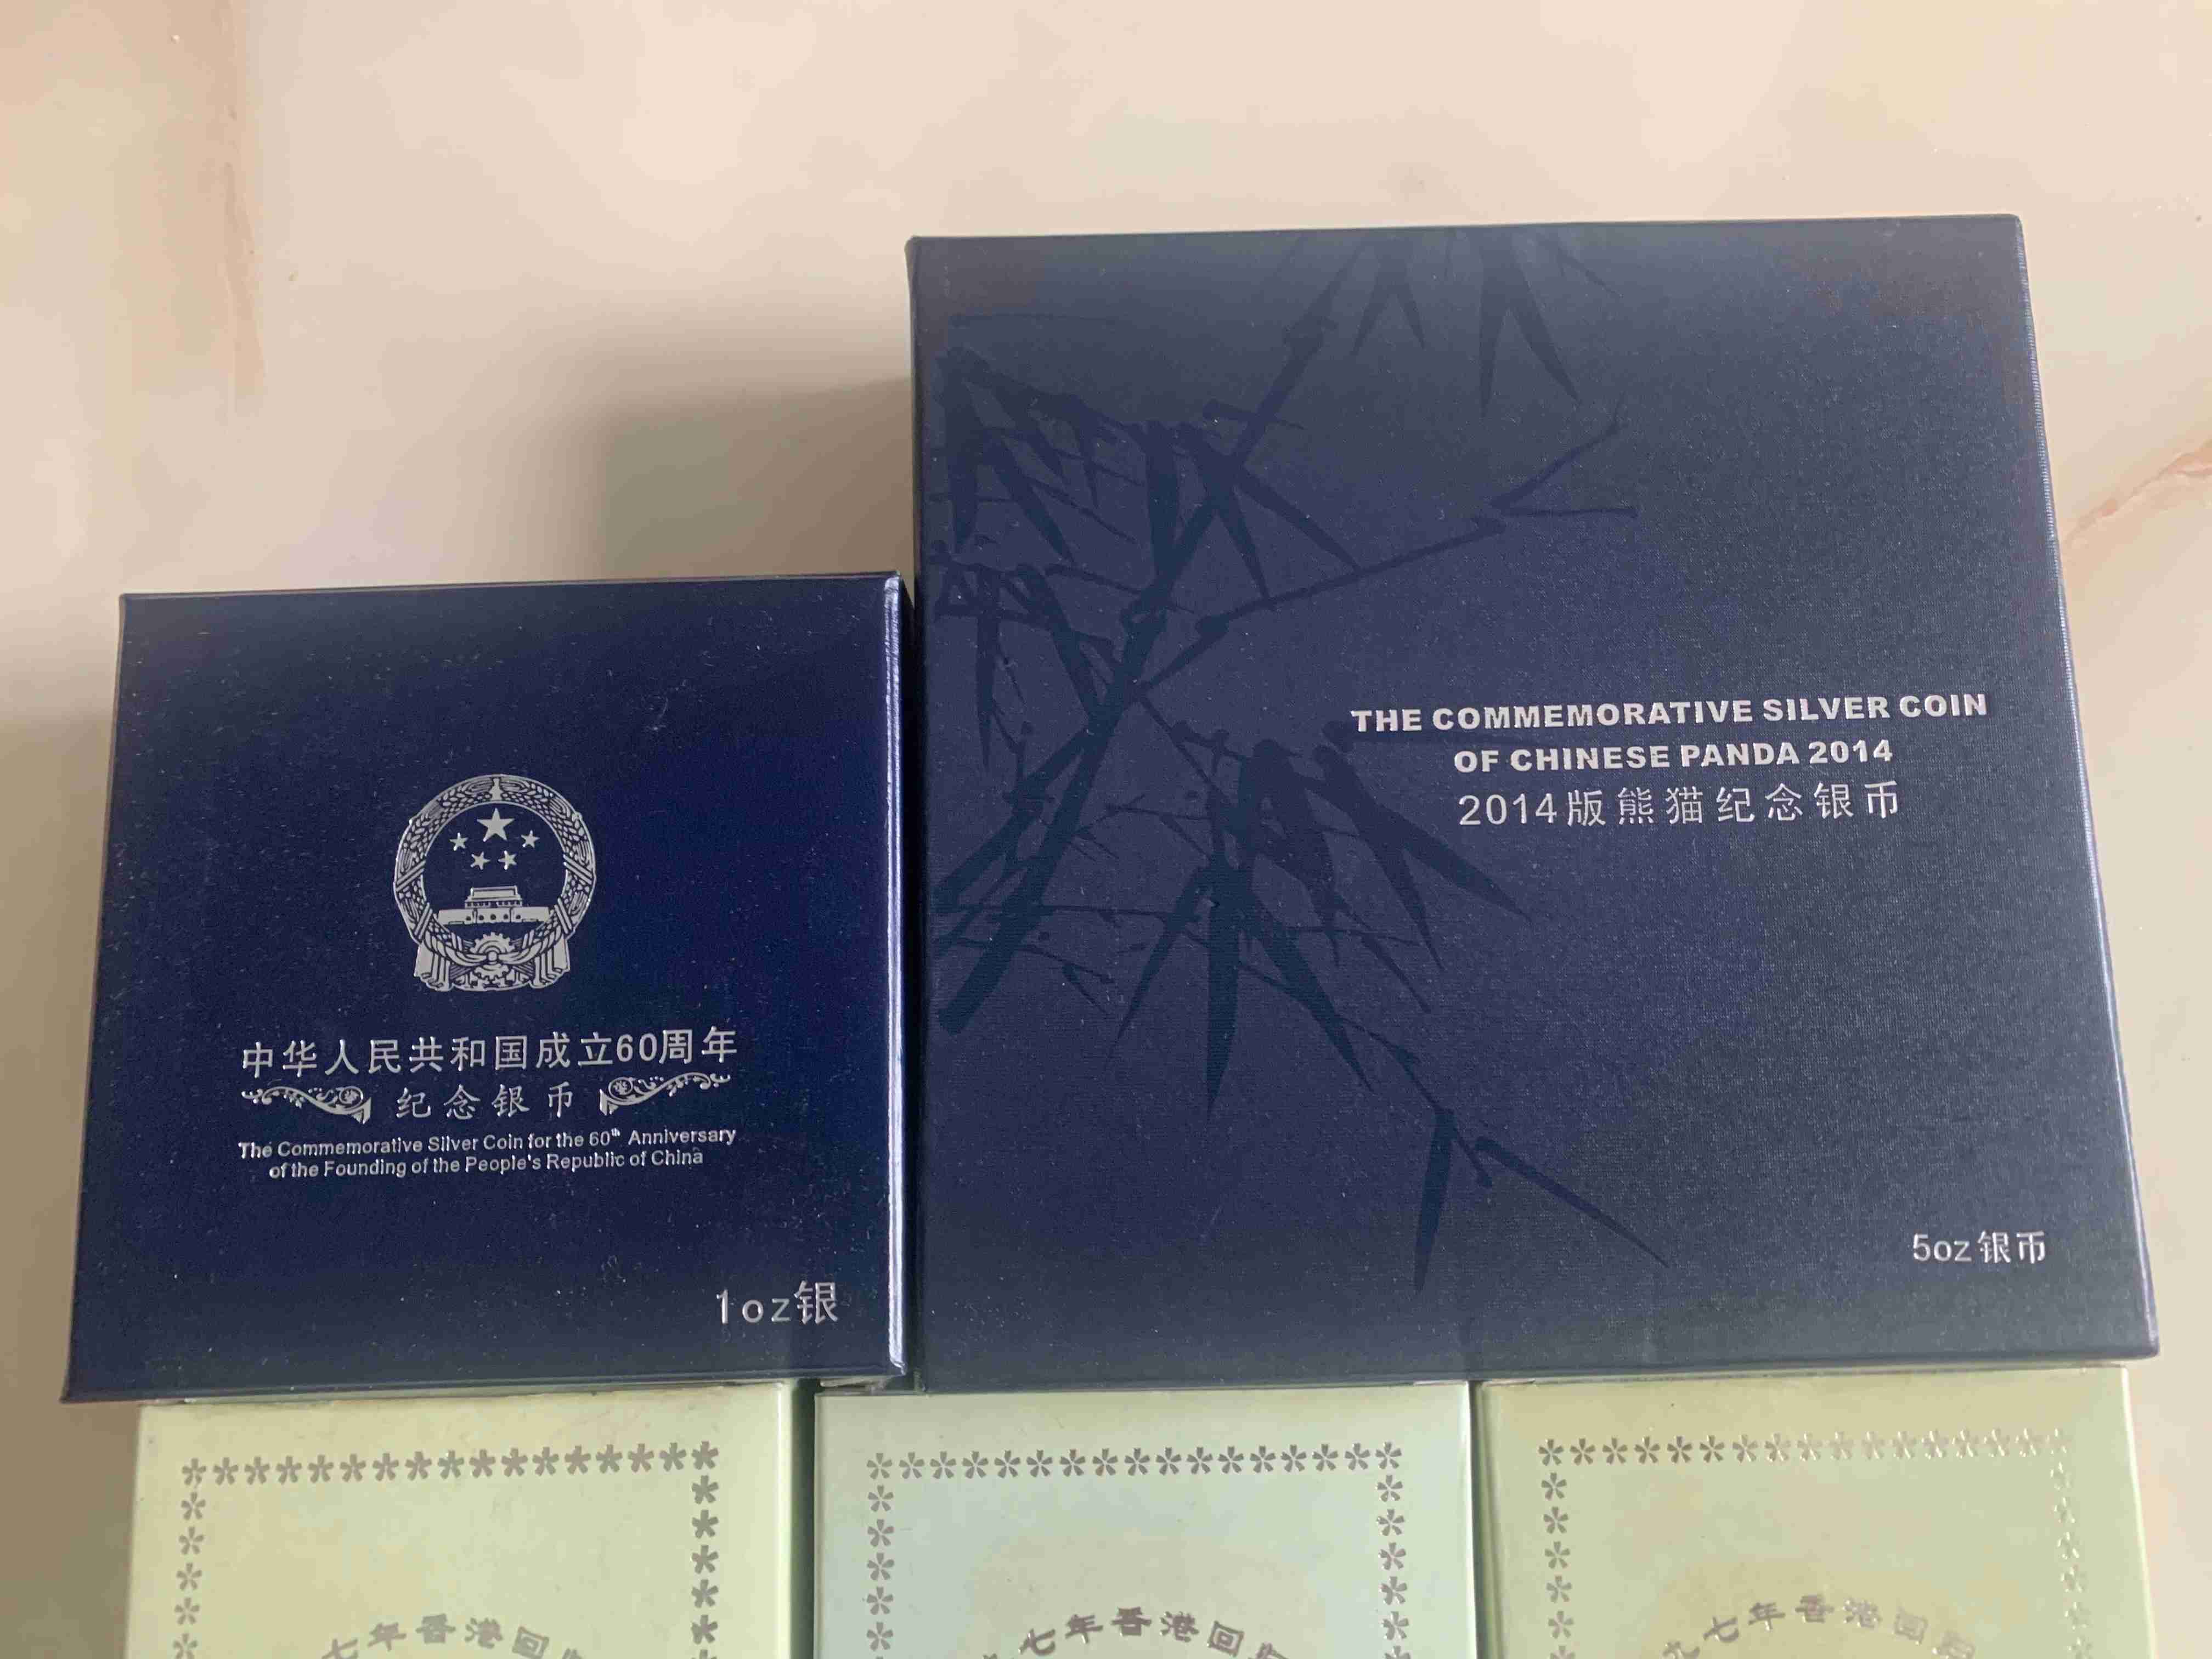 中华人民共和国成立60周年
纪念银币
The Commemorative Silver Coin for the 60th Anniversary
of the Founding of the People's Republic of China
1oz银
THE COMMEMORATIVE SILVER COIN
OF CHINESE PANDA 2014
2014版熊猫纪念银币
5oz银币
七年香港回归
七年香港回归
九七年香港回归